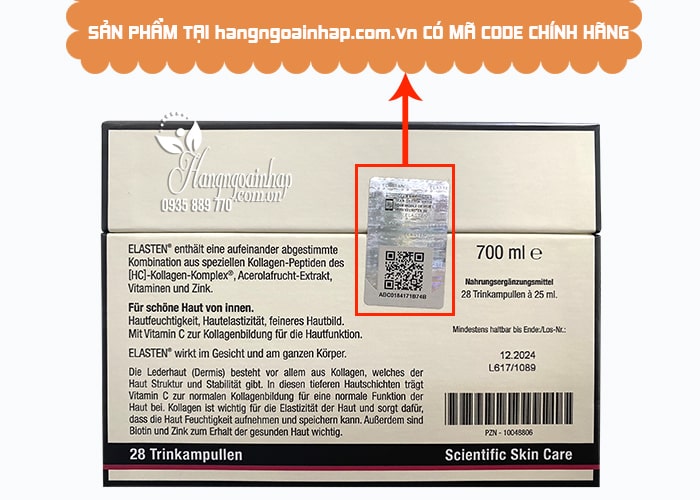 SẢN PHẨM TẠI hangngoainhap.com.vn CÓ MÃ CODE CHÍNH HÃNG
Hangngoainhap
.com.vn
0935 889 770
ELASTEN® enthält eine aufeinander abgestimmte
Kombination aus speziellen Kollagen-Peptiden des
[HC]-Kollagen-Komplex®, Acerolafrucht-Extrakt,
Vitaminen und Zink.
Für schöne Haut von innen.
Hautfeuchtigkeit, Hautelastizität, feineres Hautbild.
Mit Vitamin C zur Kollagenbildung für die Hautfunktion.
ELASTEN® wirkt im Gesicht und am ganzen Körper.
Die Lederhaut (Dermis) besteht vor allem aus Kollagen, welches der
Haut Struktur und Stabilität gibt. In diesen tieferen Hautschichten trägt
Vitamin C zur normalen Kollagenbildung für eine normale Funktion der
Haut bei. Kollagen ist wichtig für die Elastizität der Haut und sorgt dafür,
dass die Haut Feuchtigkeit aufnehmen und speichern kann. Außerdem sind
Biotin und Zink zum Erhalt der gesunden Haut wichtig.
ADC0184171B74B
700 ml e
Nahrungsergänzungsmittel
28 Trinkampullen à 25 ml.
Mindestens haltbar bis Ende:/Los-Nr.:
12.2024
L617/1089
PZN - 10048806
28 Trinkampullen
Scientific Skin Care